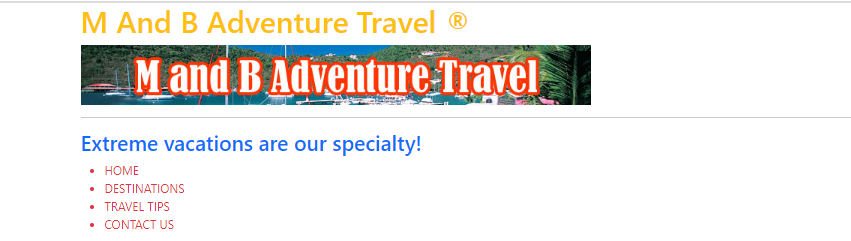 M And B Adventure Travel ®
M and B Adventure Travel
Extreme vacations are our specialty!
HOME
DESTINATIONS
TRAVEL TIPS
CONTACT US